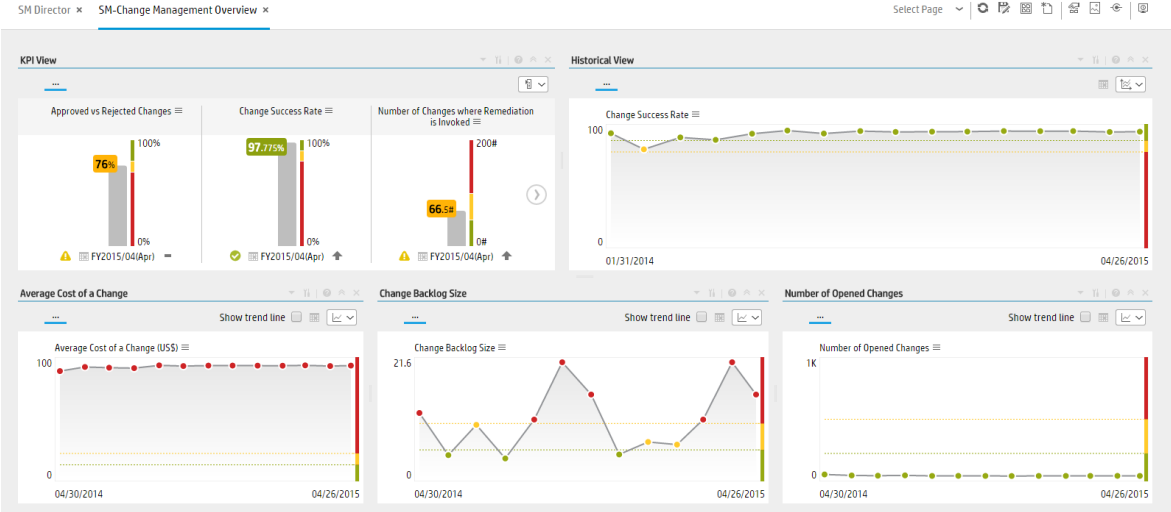 SM Director × SM-Change Management Overview × Select Page
KPI View
...
Approved vs Rejected Changes
100%
76%
0%
FY2015/04(Apr)
Change Success Rate
100%
97.775%
0%
FY2015/04(Apr)
Number of Changes where Remediation
is Invoked
200#
66.5#
0#
FY2015/04(Apr)
Historical View
...
Change Success Rate
100
0
01/31/2014 04/26/2015
Average Cost of a Change
...
Show trend line
Average Cost of a Change (US$)
100
0
04/30/2014 04/26/2015
Change Backlog Size
...
Show trend line
Change Backlog Size
21.6
0
04/30/2014 04/26/2015
Number of Opened Changes
...
Show trend line
Number of Opened Changes
1K
0
04/30/2014 04/26/2015